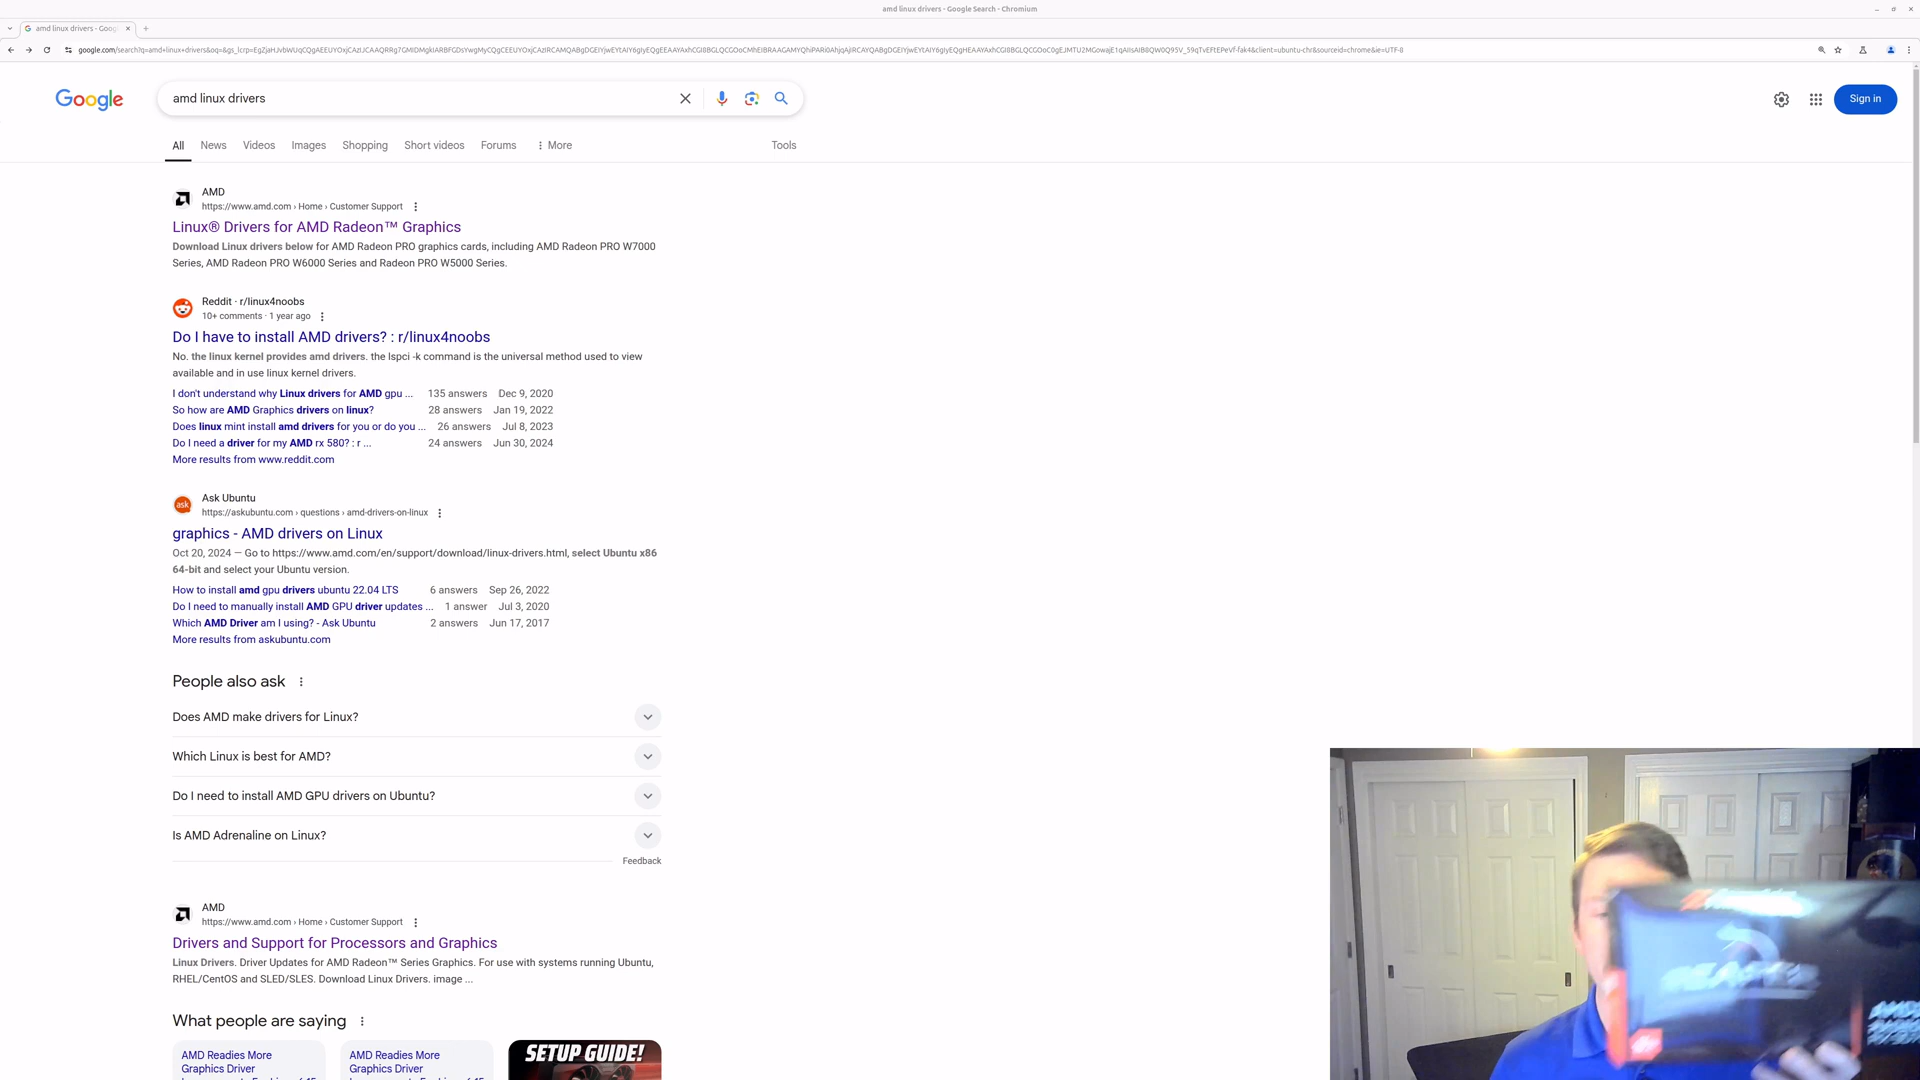 amd linux drivers - Google Search - Chromium
amd linux drivers - Goog
Google
amd linux drivers
Sign in
All
News
Videos
Images
Shopping
Short videos
Forums
More
Tools
AMD
https://www.amd.com › Home › Customer Support
Linux® Drivers for AMD Radeon™ Graphics
Download Linux drivers below for AMD Radeon PRO graphics cards, including AMD Radeon PRO W7000
Series, AMD Radeon PRO W6000 Series and Radeon PRO W5000 Series.
Reddit · r/linux4noobs
10+ comments · 1 year ago
Do I have to install AMD drivers? : r/linux4noobs
No. the linux kernel provides amd drivers. the lspci -k command is the universal method used to view
available and in use linux kernel drivers.
I don't understand why Linux drivers for AMD gpu ... 135 answers Dec 9, 2020
So how are AMD Graphics drivers on linux? 28 answers Jan 19, 2022
Does linux mint install amd drivers for you or do you ... 26 answers Jul 8, 2023
Do I need a driver for my AMD rx 580? : r ... 24 answers Jun 30, 2024
More results from www.reddit.com
Ask Ubuntu
ask
https://askubuntu.com › questions › amd-drivers-on-linux
graphics - AMD drivers on Linux
Oct 20, 2024 — Go to https://www.amd.com/en/support/download/linux-drivers.html, select Ubuntu x86
64-bit and select your Ubuntu version.
How to install amd gpu drivers ubuntu 22.04 LTS 6 answers Sep 26, 2022
Do I need to manually install AMD GPU driver updates ... 1 answer Jul 3, 2020
Which AMD Driver am I using? - Ask Ubuntu 2 answers Jun 17, 2017
More results from askubuntu.com
People also ask
Does AMD make drivers for Linux?
Which Linux is best for AMD?
Do I need to install AMD GPU drivers on Ubuntu?
Is AMD Adrenaline on Linux?
Feedback
AMD
https://www.amd.com › Home › Customer Support
Drivers and Support for Processors and Graphics
Linux Drivers. Driver Updates for AMD Radeon™ Series Graphics. For use with systems running Ubuntu,
RHEL/CentOS and SLED/SLES. Download Linux Drivers. image ...
What people are saying
AMD Readies More
Graphics Driver
AMD Readies More
Graphics Driver
SETUP GUIDE!